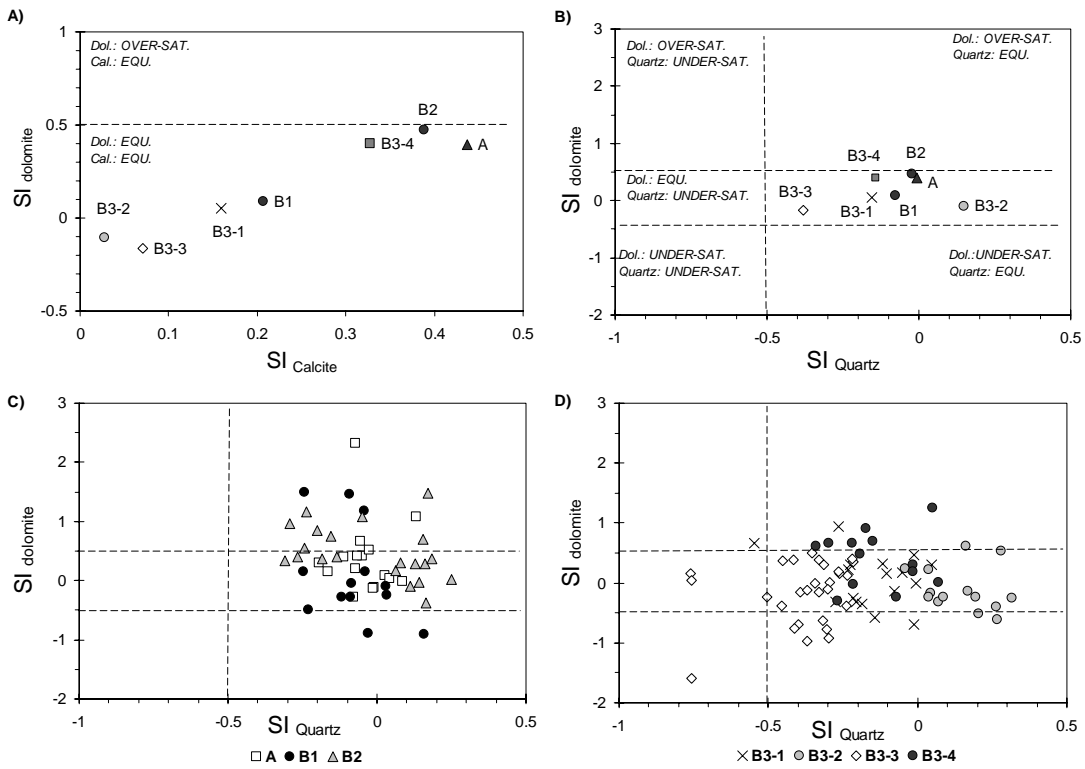 A)
1
0.5
0
-0.5
0
0.1
0.2
0.3
0.4
0.5
SI dolomite
SI Calcite
Dol.: OVER-SAT.
Cal.: EQU.
Dol.: EQU.
Cal.: EQU.
B2
B3-4
A
B1
B3-1
B3-2
B3-3
B)
3
2
1
0
-1
-2
-1
-0.5
0
0.5
SI dolomite
SI Quartz
Dol.: OVER-SAT.
Quartz: UNDER-SAT.
Dol.: OVER-SAT.
Quartz: EQU.
Dol.: EQU.
Quartz: UNDER-SAT.
Dol.: UNDER-SAT.
Quartz: UNDER-SAT.
Dol.:UNDER-SAT.
Quartz: EQU.
B3-4
B2
B3-3
A
B3-1
B1
B3-2
C)
3
2
1
0
-1
-2
-1
-0.5
0
0.5
SI dolomite
SI Quartz
A B1 B2
D)
3
2
1
0
-1
-2
-1
-0.5
0
0.5
SI dolomite
SI Quartz
B3-1 B3-2 B3-3 B3-4